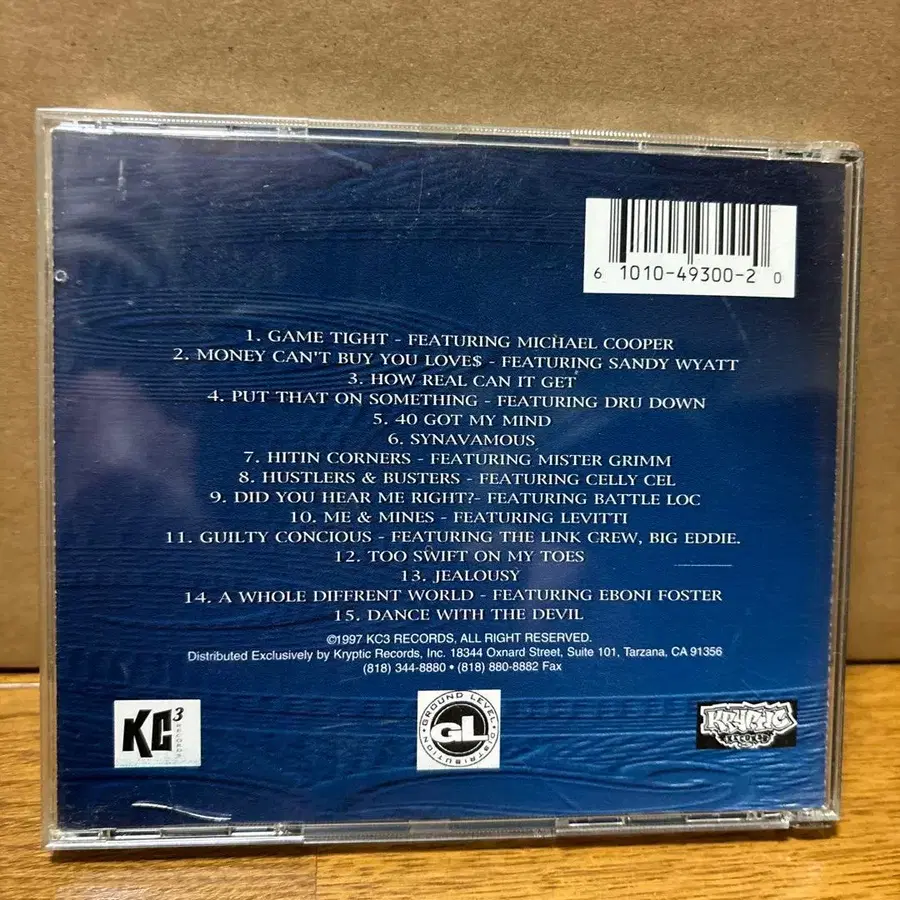 6 1010-49300-2 0
1. GAME TIGHT - FEATURING MICHAEL COOPER
2. MONEY CAN'T BUY YOU LOVE$ - FEATURING SANDY WYATT
3. HOW REAL CAN IT GET
4. PUT THAT ON SOMETHING - FEATURING DRU DOWN
5. 40 GOT MY MIND
6. SYNAVAMOUS
7. HITIN CORNERS - FEATURING MISTER GRIMM
8. HUSTLERS & BUSTERS - FEATURING CELLY CEL
9. DID YOU HEAR ME RIGHT?- FEATURING BATTLE LOC
10. ME & MINES - FEATURING LEVITTI
11. GUILTY CONCIOUS - FEATURING THE LINK CREW, BIG EDDIE.
12. TOO SWIFT ON MY TOES
13. JEALOUSY
14. A WHOLE DIFFRENT WORLD - FEATURING EBONI FOSTER
15. DANCE WITH THE DEVIL
©1997 KC3 RECORDS, ALL RIGHT RESERVED.
Distributed Exclusively by Kryptic Records, Inc. 18344 Oxnard Street, Suite 101, Tarzana, CA 91356
(818) 344-8880 • (818) 880-8882 Fax
KC3 RECORDS
GROUND LEVEL
GL
DISTRIBUTION
KRYPTIC
RECORDS